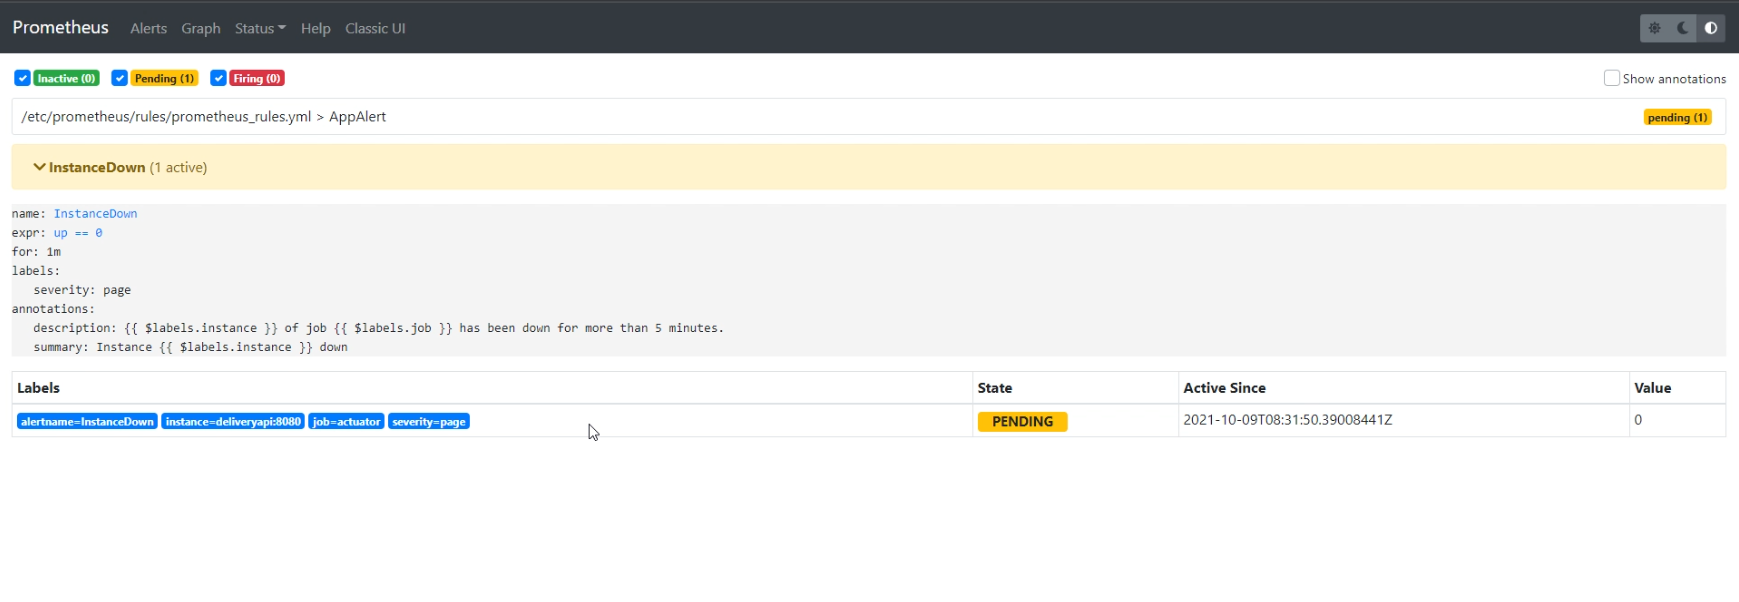 Prometheus Alerts Graph Status Help Classic UI
Inactive (0) Pending (1) Firing (0) Show annotations
/etc/prometheus/rules/prometheus_rules.yml > AppAlert pending (1)
InstanceDown (1 active)
name: InstanceDown
expr: up == 0
for: 1m
labels:
severity: page
annotations:
description: {{ $labels.instance }} of job {{ $labels.job }} has been down for more than 5 minutes.
summary: Instance {{ $labels.instance }} down
Labels State Active Since Value
alertname=InstanceDown instance=deliveryapi:8080 job=actuator severity=page PENDING 2021-10-09T08:31:50.39008441Z 0